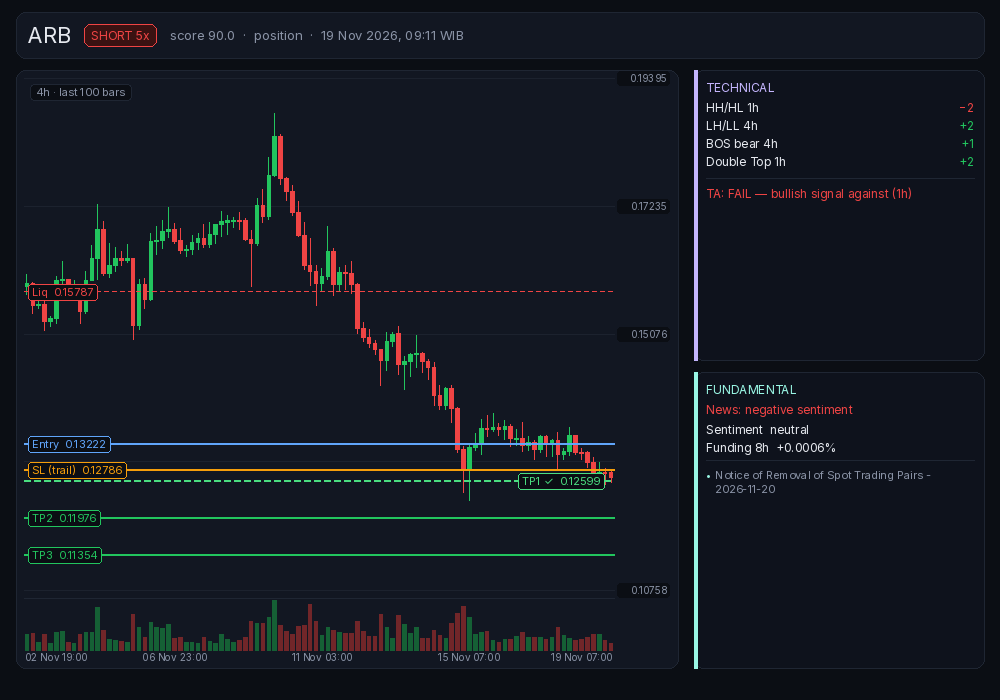 ARB SHORT 5x score 90.0 · position · 19 Nov 2026, 09:11 WIB
4h · last 100 bars
0.19395
0.17235
Liq 0.15787
0.15076
Entry 0.13222
SL (trail) 0.12786
TP1 ✓ 0.12599
TP2 0.11976
TP3 0.11354
0.10758
02 Nov 19:00 06 Nov 23:00 11 Nov 03:00 15 Nov 07:00 19 Nov 07:00
TECHNICAL
HH/HL 1h −2
LH/LL 4h +2
BOS bear 4h +1
Double Top 1h +2
TA: FAIL — bullish signal against (1h)
FUNDAMENTAL
News: negative sentiment
Sentiment neutral
Funding 8h +0.0006%
• Notice of Removal of Spot Trading Pairs -
2026-11-20